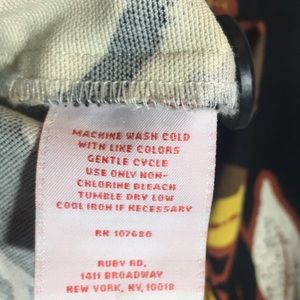 MACHINE WASH COLD
WITH LIKE COLORS
GENTLE CYCLE
USE ONLY NON-
CHLORINE BLEACH
TUMBLE DRY LOW
COOL IRON IF NECESSARY
RN 107680
RUBY RD.
1411 BROADWAY
NEW YORK, NY, 10018